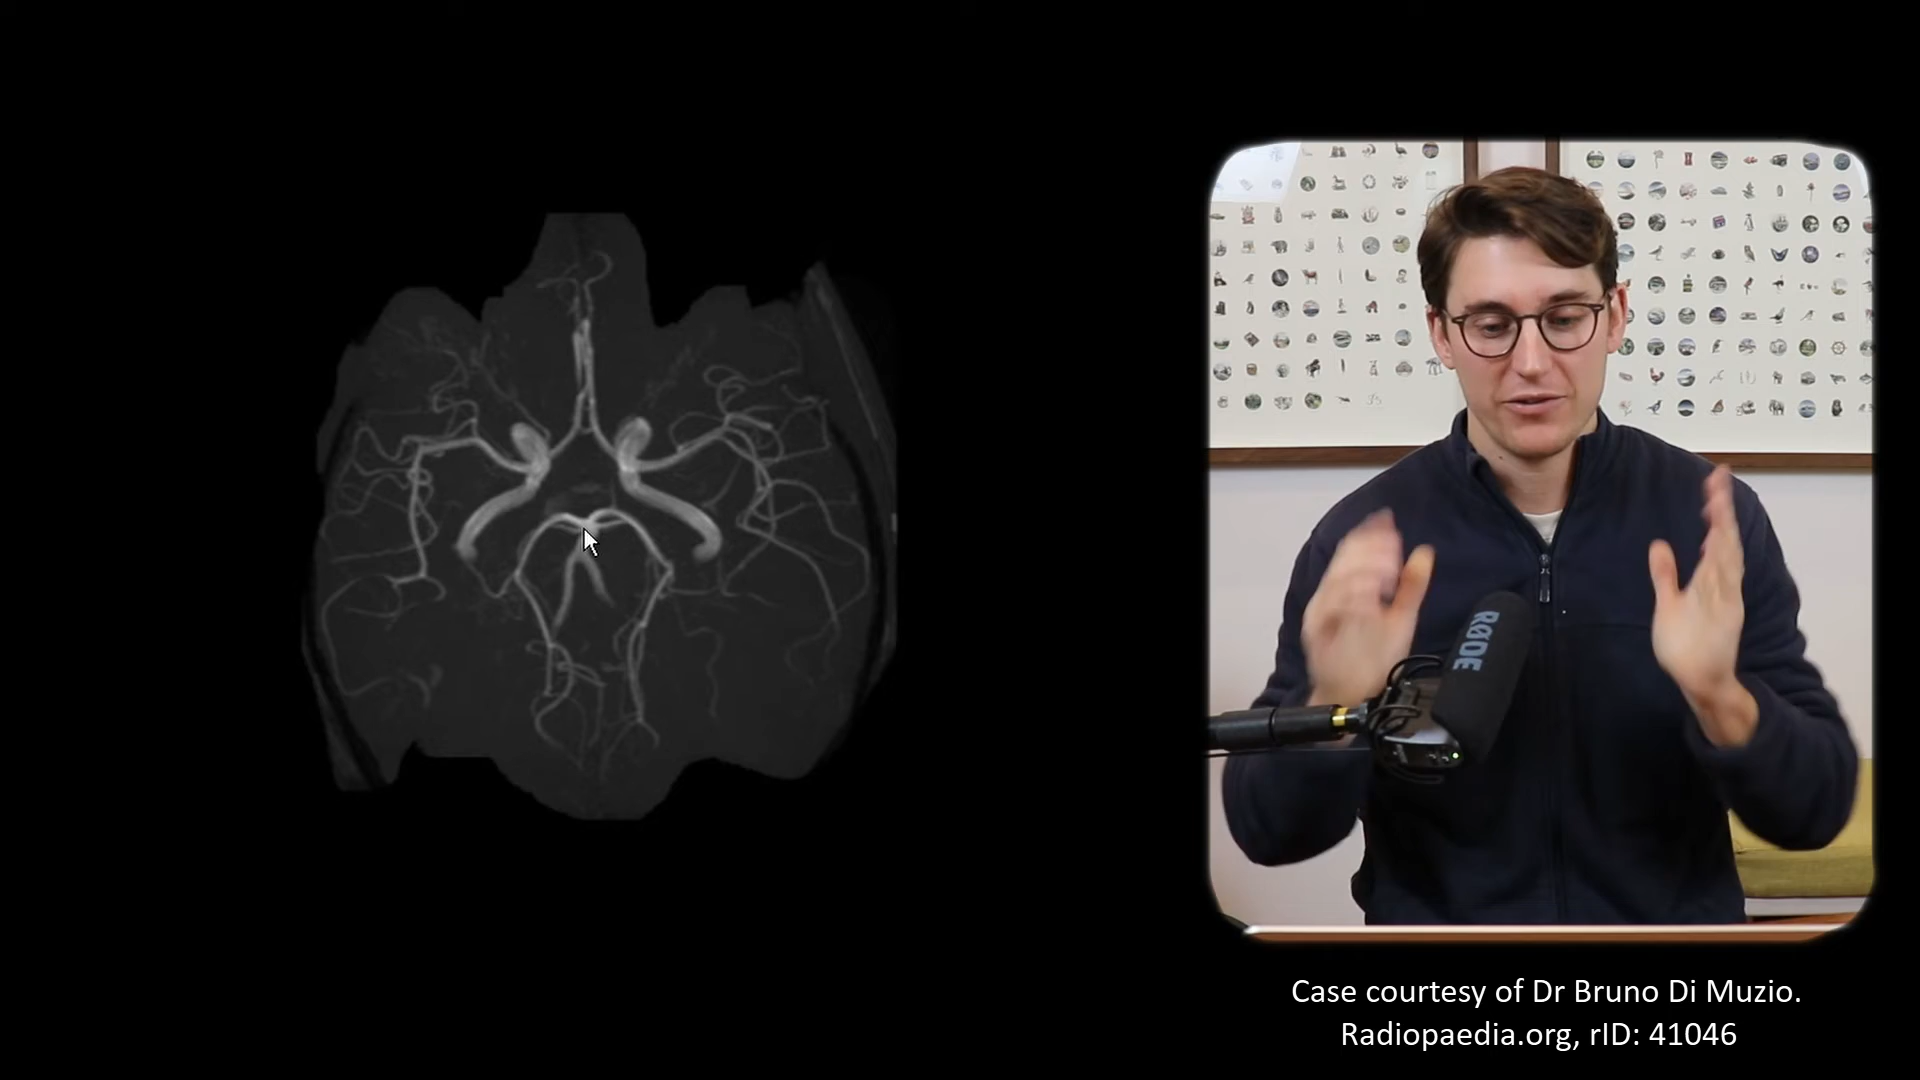 RØDE
Case courtesy of Dr Bruno Di Muzio.
Radiopaedia.org, rID: 41046